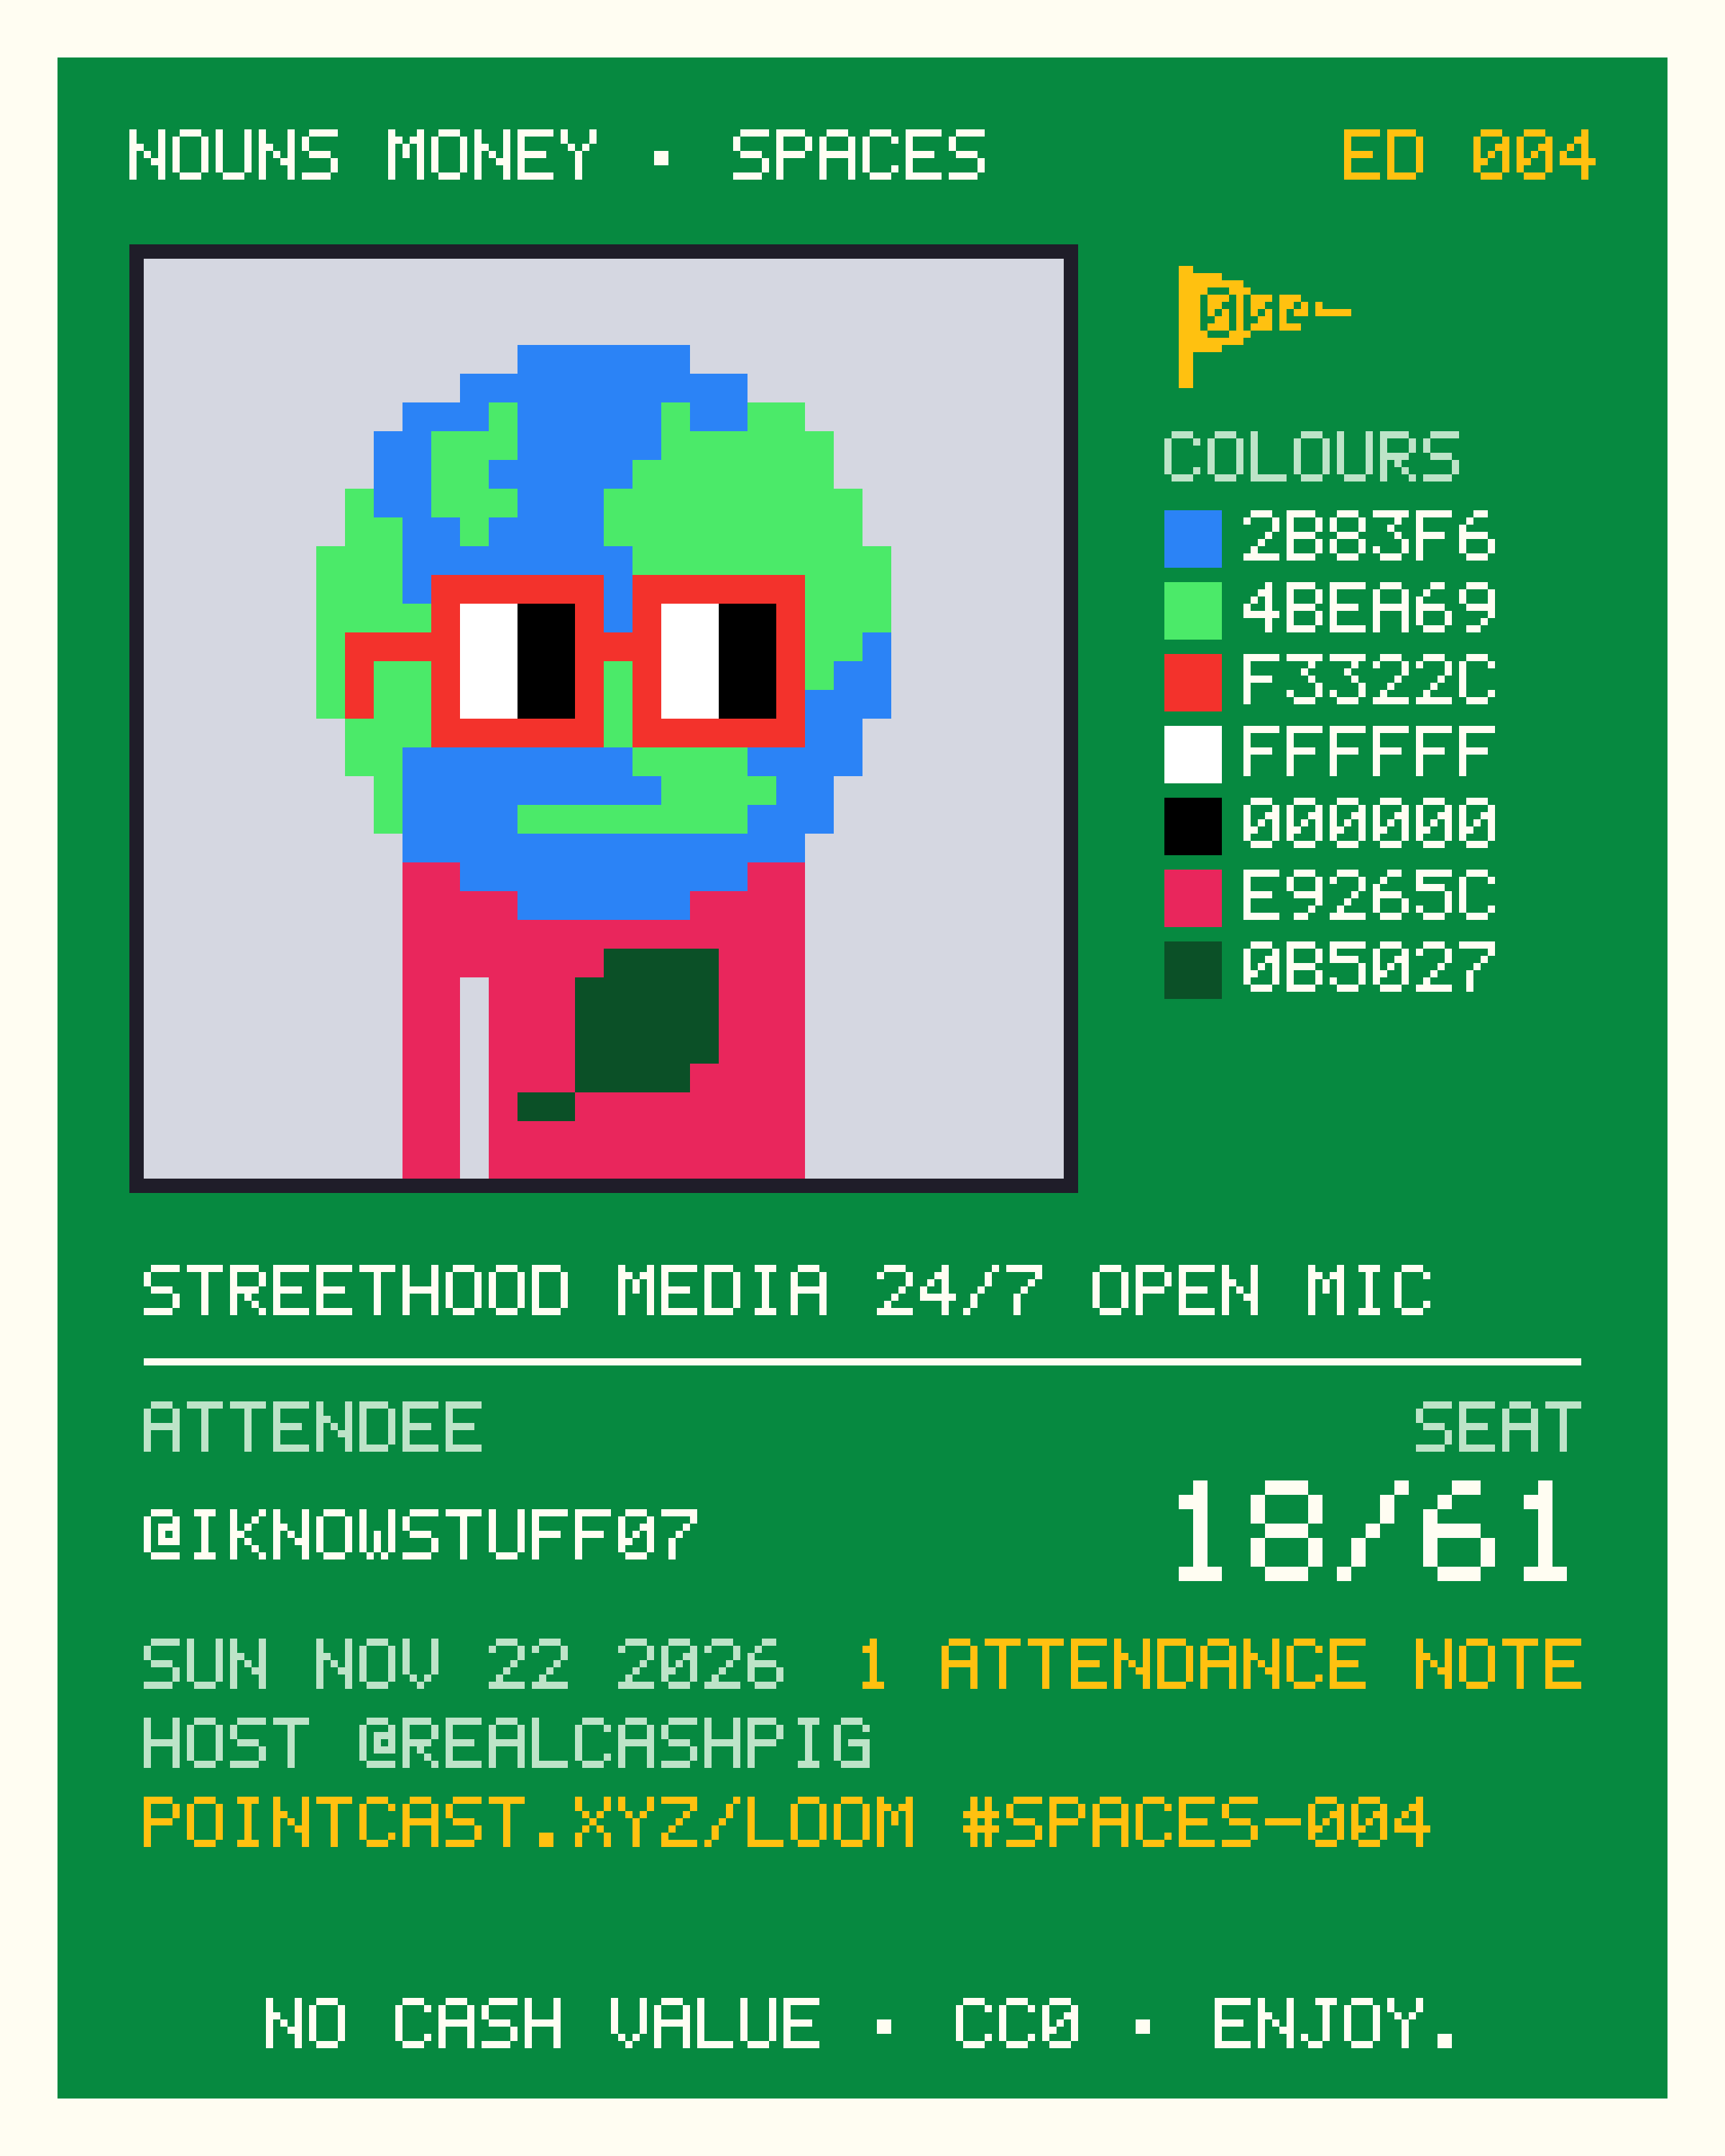 NOUNS MONEY · SPACES
ED 004
COLOURS
2B83F6
4BEA69
F3322C
FFFFFF
000000
E9265C
0B5027
STREETHOOD MEDIA 24/7 OPEN MIC
ATTENDEE
SEAT
@IKNOWSTUFF07
18/61
SUN NOV 22 2026
1 ATTENDANCE NOTE
HOST @REALCASHPIG
POINTCAST.XYZ/LOOM #SPACES-004
NO CASH VALUE · CC0 · ENJOY.